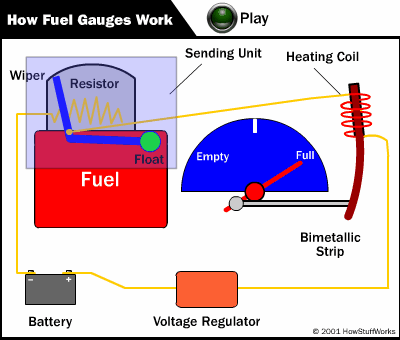 How Fuel Gauges Work
Play
Sending Unit
Heating Coil
Wiper
Resistor
Float
Fuel
Empty
Full
Bimetallic
Strip
− +
Battery
Voltage Regulator
© 2001 HowStuffWorks